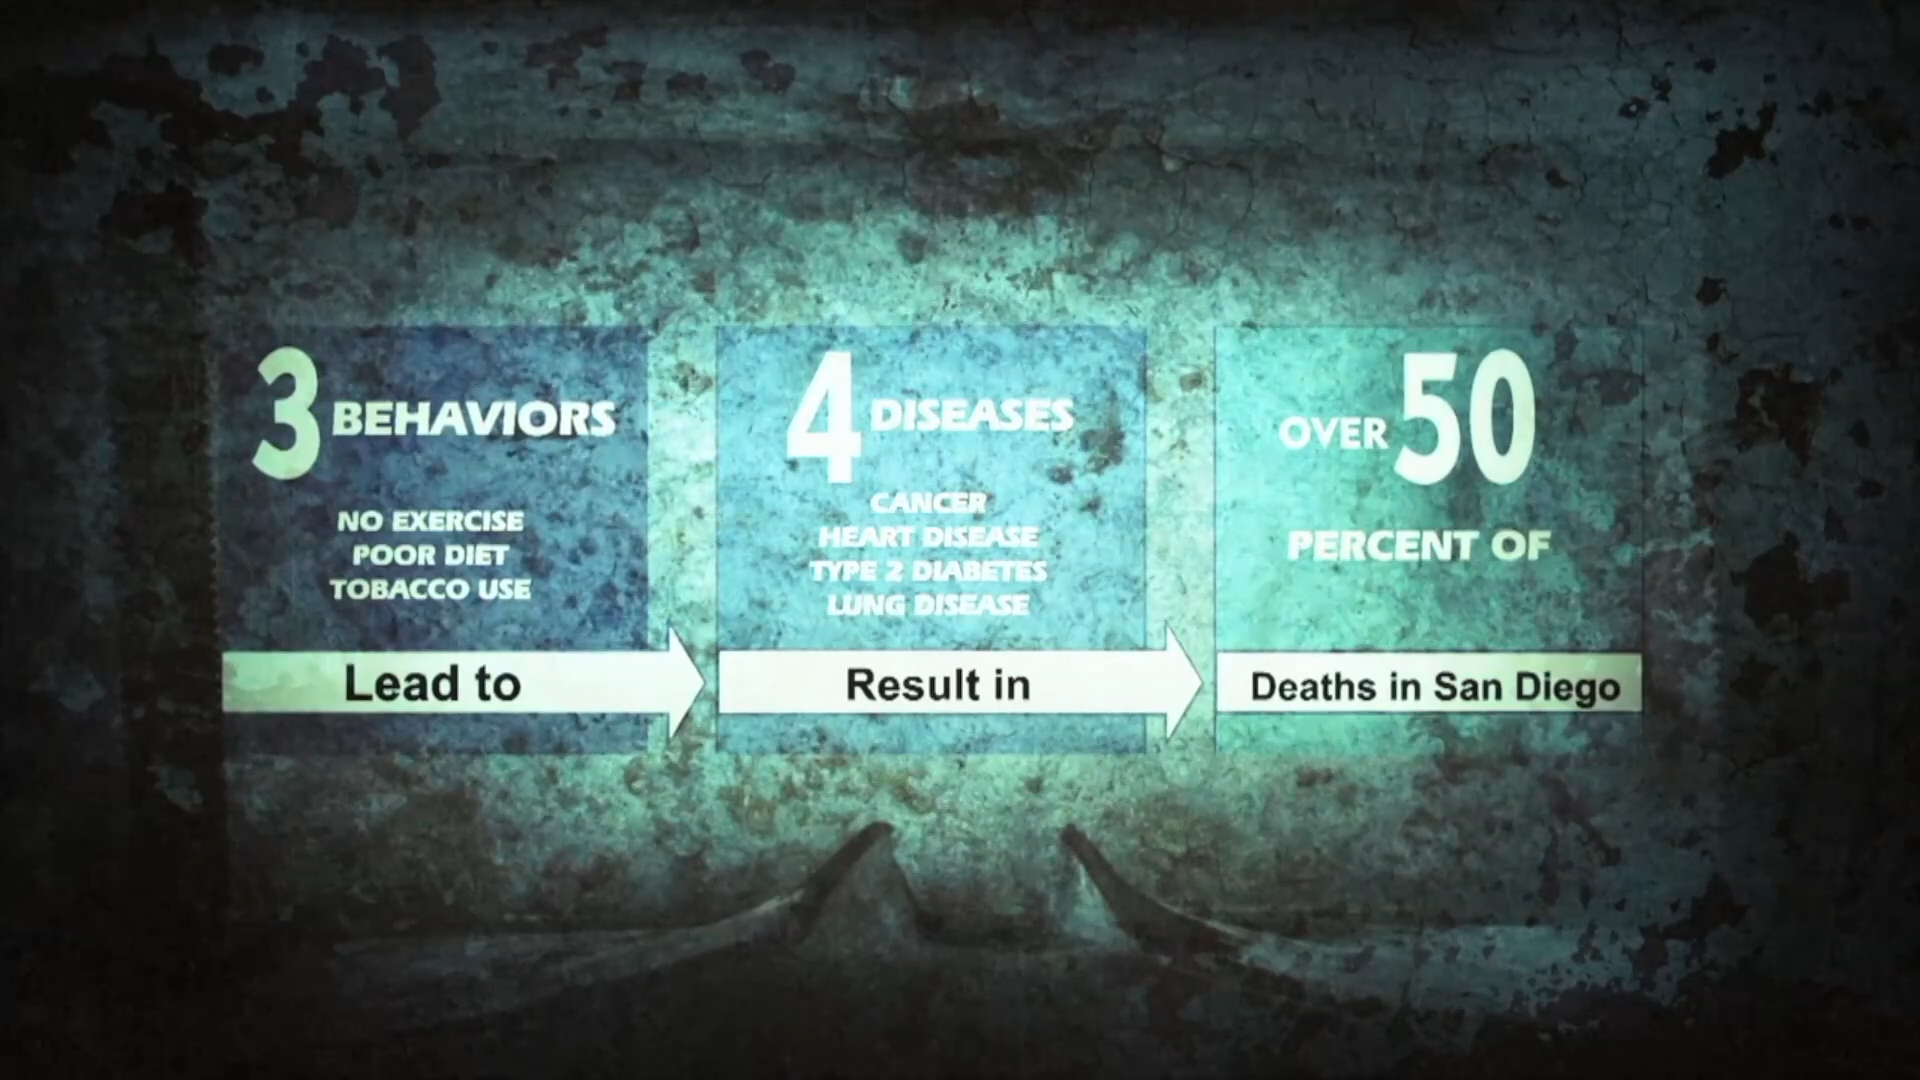 3 BEHAVIORS
NO EXERCISE
POOR DIET
TOBACCO USE
Lead to
4 DISEASES
CANCER
HEART DISEASE
TYPE 2 DIABETES
LUNG DISEASE
Result in
OVER 50
PERCENT OF
Deaths in San Diego